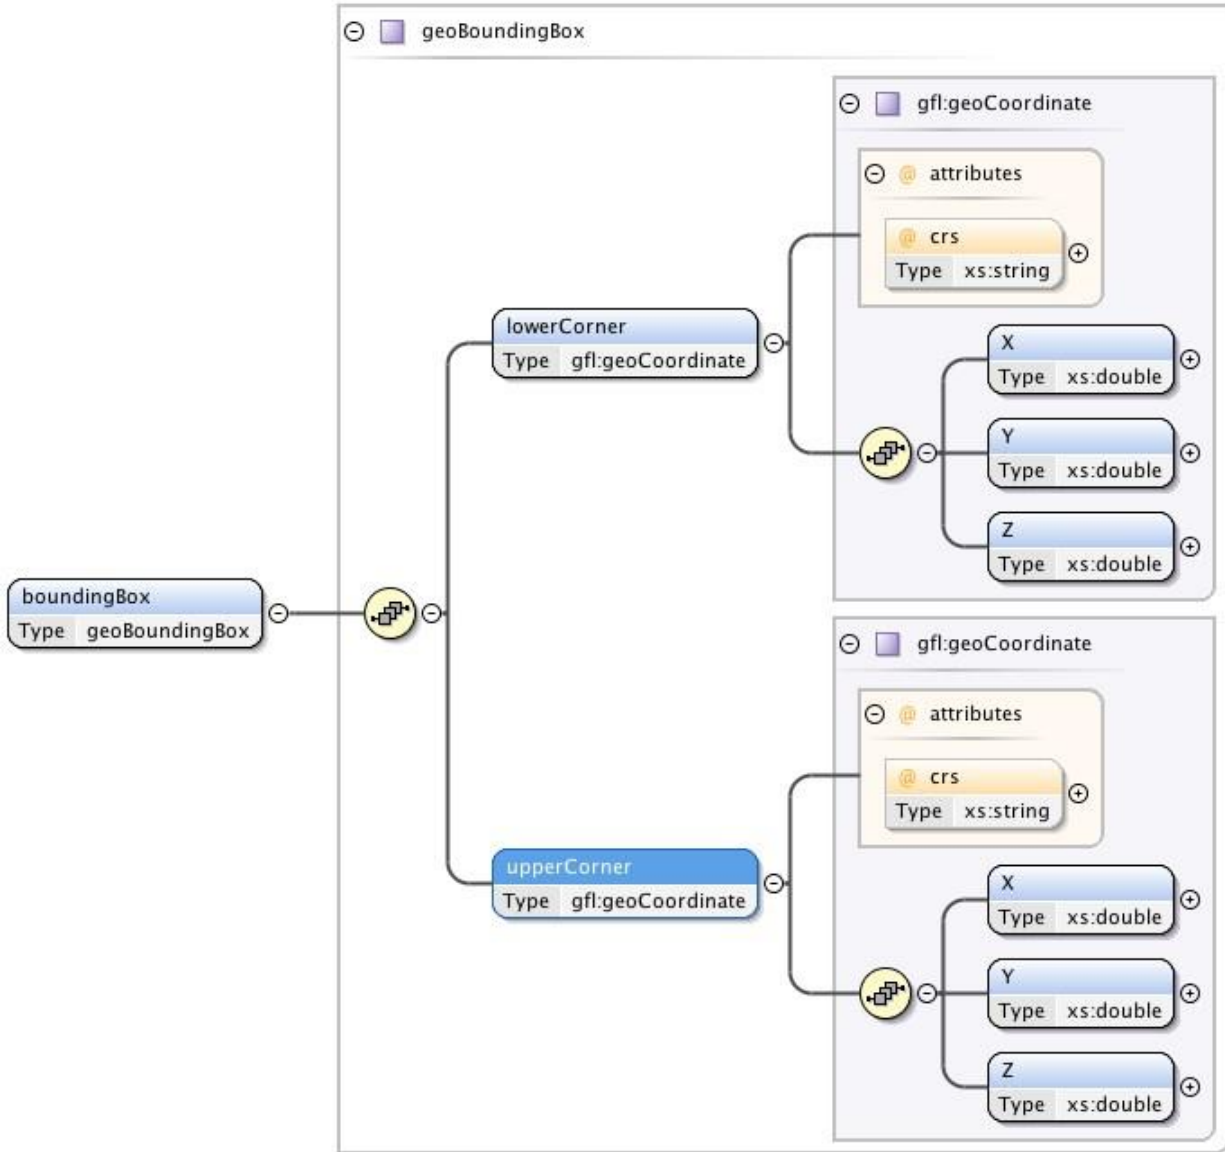 geoBoundingBox
gfl:geoCoordinate
@ attributes
@ crs
Type xs:string
lowerCorner
Type gfl:geoCoordinate
X
Type xs:double
Y
Type xs:double
Z
Type xs:double
boundingBox
Type geoBoundingBox
gfl:geoCoordinate
@ attributes
@ crs
Type xs:string
upperCorner
Type gfl:geoCoordinate
X
Type xs:double
Y
Type xs:double
Z
Type xs:double